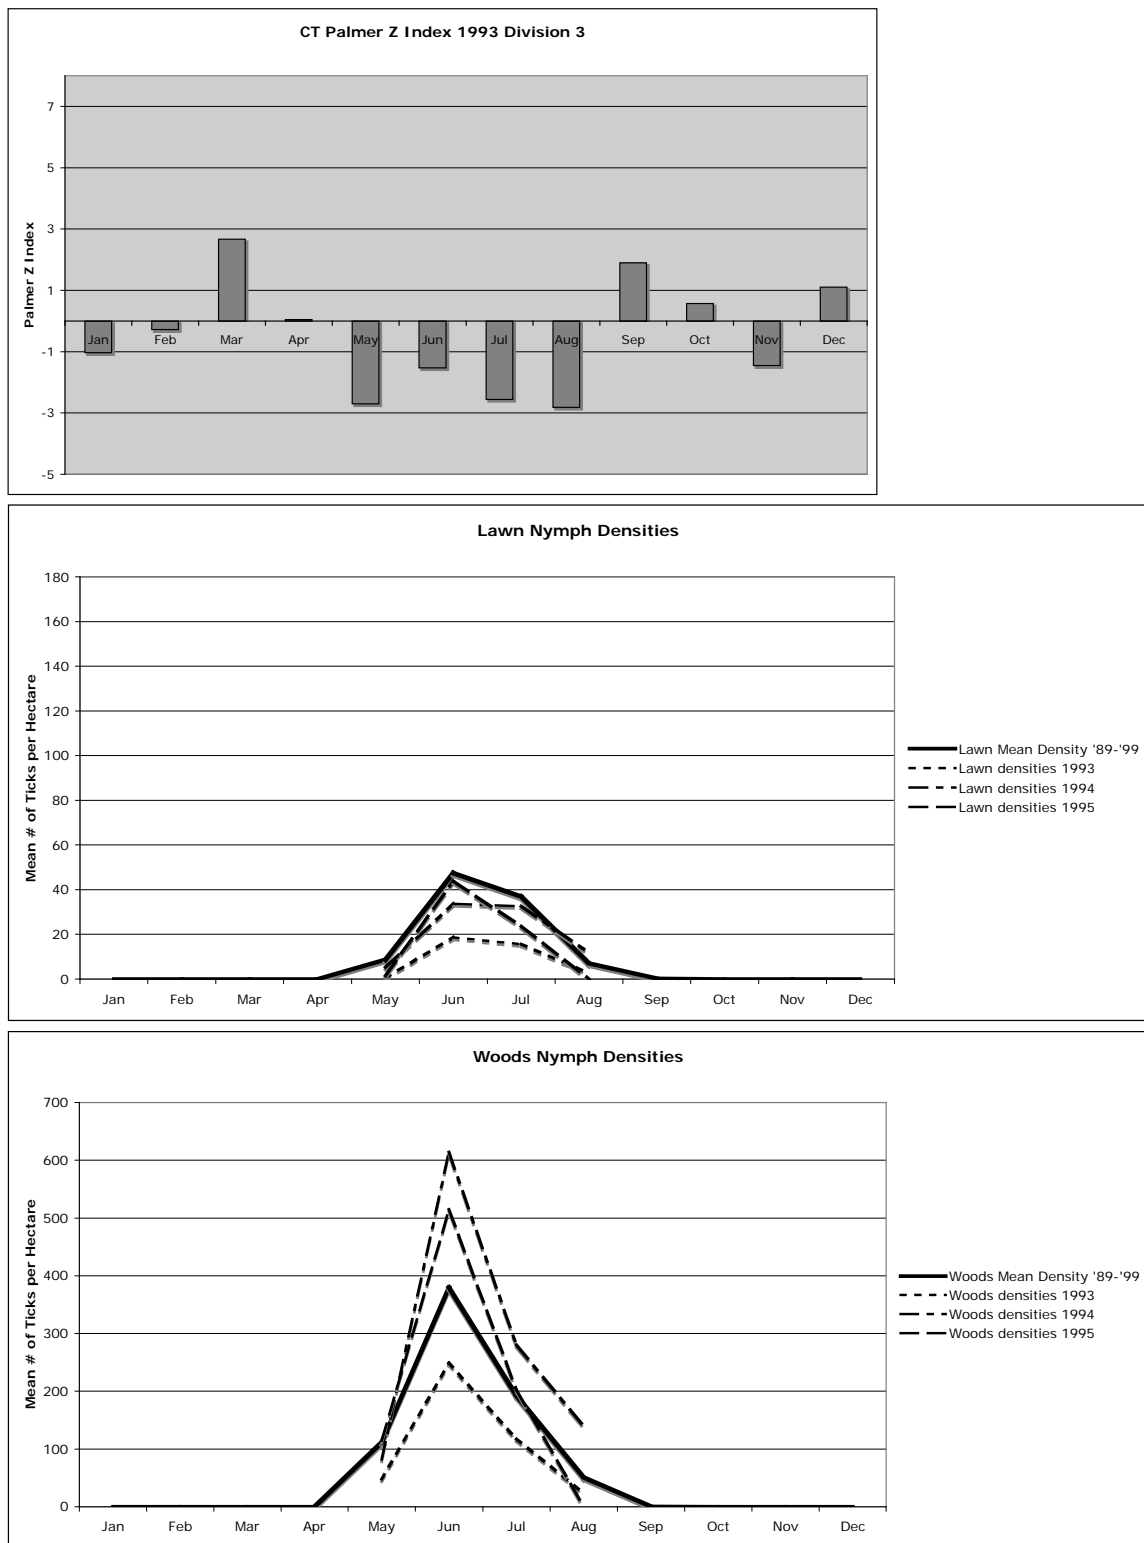 CT Palmer Z Index 1993 Division 3
7
5
3
1
-1
-3
-5
Palmer Z Index
Jan Feb Mar Apr May Jun Jul Aug Sep Oct Nov Dec
Lawn Nymph Densities
180
160
140
120
100
80
60
40
20
0
Mean # of Ticks per Hectare
Jan Feb Mar Apr May Jun Jul Aug Sep Oct Nov Dec
Lawn Mean Density '89-'99
Lawn densities 1993
Lawn densities 1994
Lawn densities 1995
Woods Nymph Densities
700
600
500
400
300
200
100
0
Mean # of Ticks per Hectare
Jan Feb Mar Apr May Jun Jul Aug Sep Oct Nov Dec
Woods Mean Density '89-'99
Woods densities 1993
Woods densities 1994
Woods densities 1995